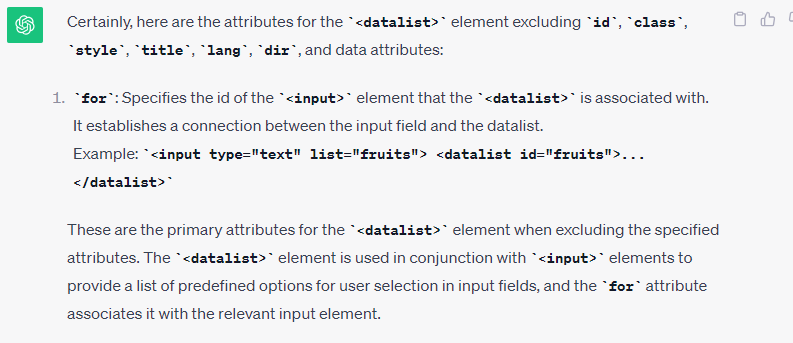 Certainly, here are the attributes for the `<datalist>` element excluding `id`, `class`,
`style`, `title`, `lang`, `dir`, and data attributes:
1. `for`: Specifies the id of the `<input>` element that the `<datalist>` is associated with.
It establishes a connection between the input field and the datalist.
Example: `<input type="text" list="fruits"> <datalist id="fruits">...
</datalist>`
These are the primary attributes for the `<datalist>` element when excluding the specified
attributes. The `<datalist>` element is used in conjunction with `<input>` elements to
provide a list of predefined options for user selection in input fields, and the `for` attribute
associates it with the relevant input element.